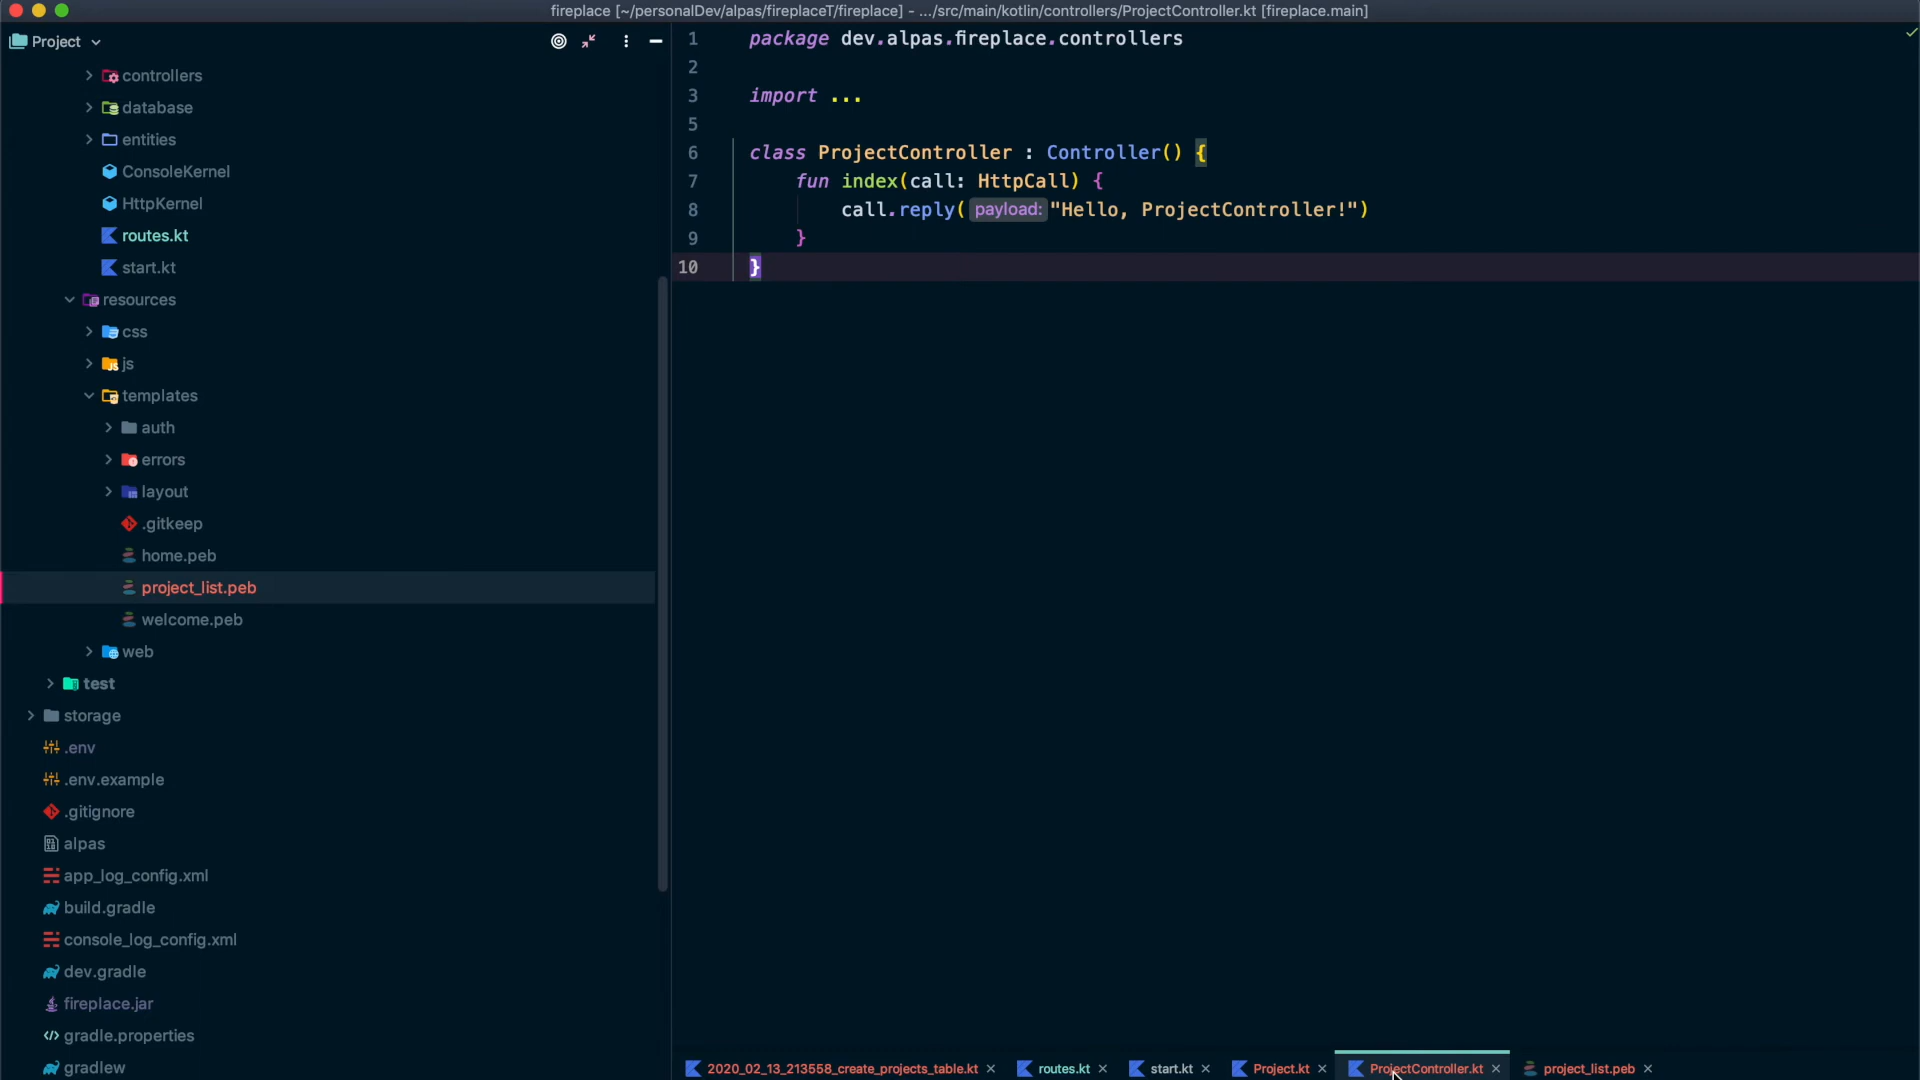 fireplace [~/personalDev/alpas/fireplaceT/fireplace] - .../src/main/kotlin/controllers/ProjectController.kt [fireplace.main]
Project
controllers
database
entities
ConsoleKernel
HttpKernel
routes.kt
start.kt
resources
css
js
templates
auth
errors
layout
.gitkeep
home.peb
project_list.peb
welcome.peb
web
test
storage
.env
.env.example
.gitignore
alpas
app_log_config.xml
build.gradle
console_log_config.xml
dev.gradle
fireplace.jar
gradle.properties
gradlew
1 package dev.alpas.fireplace.controllers
2
3 import ...
5
6 class ProjectController : Controller() {
7 fun index(call: HttpCall) {
8 call.reply( payload: "Hello, ProjectController!")
9 }
10 }
2020_02_13_213558_create_projects_table.kt × routes.kt × start.kt × Project.kt × ProjectController.kt × project_list.peb ×